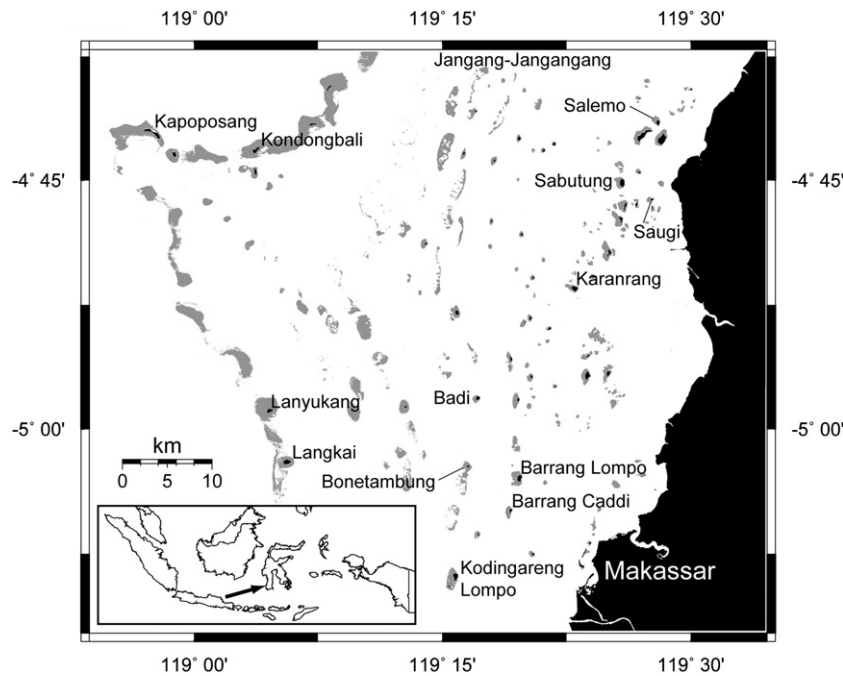 119° 00'
119° 15'
119° 30'
Jangang-Jangangang
Salemo
Kapoposang
Kondongbali
-4° 45'
-4° 45'
Sabutung
Saugi
Karanrang
Lanyukang
Badi
-5° 00'
-5° 00'
km
0 5 10
Langkai
Bonetambung
Barrang Lompo
Barrang Caddi
Kodingareng
Lompo
Makassar
119° 00'
119° 15'
119° 30'